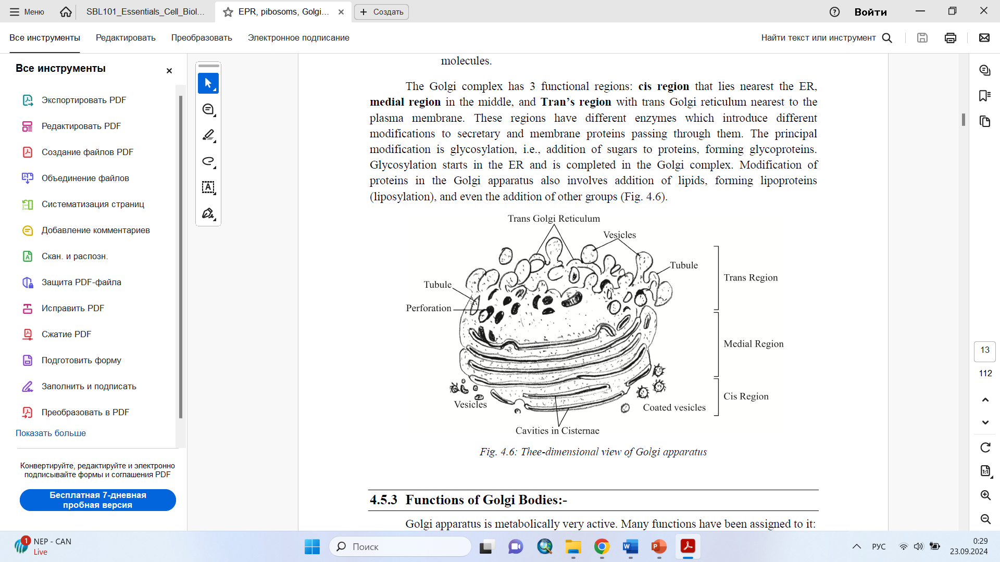 Меню
SBL101_Essentials_Cell_Biol...
EPR, pibosoms, Golgi...
Создать
Войти
Все инструменты
Редактировать
Преобразовать
Электронное подписание
Найти текст или инструмент
Все инструменты
Экспортировать PDF
Редактировать PDF
Создание файлов PDF
Объединение файлов
Систематизация страниц
Добавление комментариев
Скан. и распозн.
Защита PDF-файла
Исправить PDF
Сжатие PDF
Подготовить форму
Заполнить и подписать
Преобразовать в PDF
Показать больше
Конвертируйте, редактируйте и электронно
подписывайте формы и соглашения PDF
Бесплатная 7-дневная
пробная версия
molecules.
The Golgi complex has 3 functional regions: cis region that lies nearest the ER,
medial region in the middle, and Tran’s region with trans Golgi reticulum nearest to the
plasma membrane. These regions have different enzymes which introduce different
modifications to secretary and membrane proteins passing through them. The principal
modification is glycosylation, i.e., addition of sugars to proteins, forming glycoproteins.
Glycosylation starts in the ER and is completed in the Golgi complex. Modification of
proteins in the Golgi apparatus also involves addition of lipids, forming lipoproteins
(liposylation), and even the addition of other groups (Fig. 4.6).
Trans Golgi Reticulum
Vesicles
Tubule
Trans Region
Tubule
Perforation
Medial Region
Cis Region
Vesicles
Coated vesicles
Cavities in Cisternae
Fig. 4.6: Thee-dimensional view of Golgi apparatus
4.5.3 Functions of Golgi Bodies:-
Golgi apparatus is metabolically very active. Many functions have been assigned to it:
13
112
1:1
1
NEP - CAN
Live
Поиск
РУС
0:29
23.09.2024